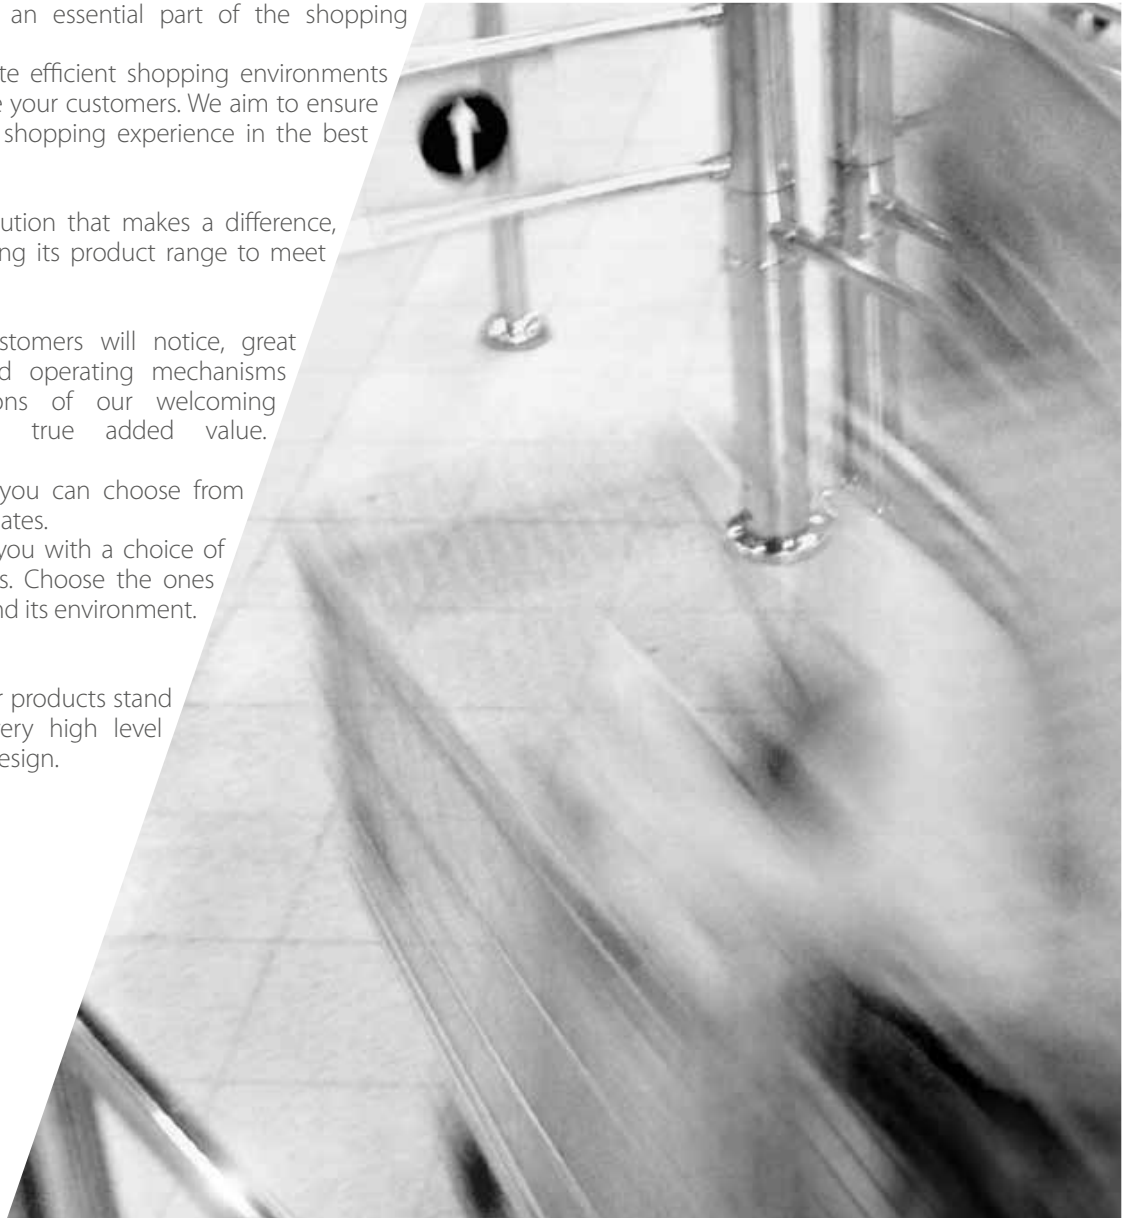 an essential part of the shopping
te efficient shopping environments
e your customers. We aim to ensure
shopping experience in the best
ution that makes a difference,
ng its product range to meet
stomers will notice, great
d operating mechanisms
ons of our welcoming
true added value.
you can choose from
ates.
you with a choice of
s. Choose the ones
nd its environment.
r products stand
ery high level
esign.